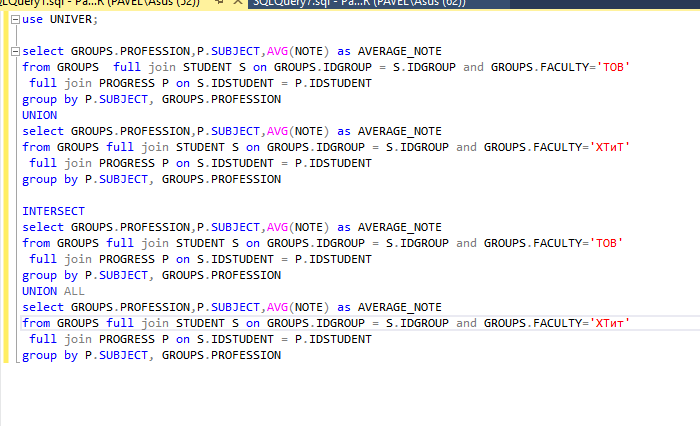 LQuery1.sql - Pa...R (PAVEL\Asus (52))
SQLQuery7.sql - Pa...R (PAVEL\Asus (62))
use UNIVER;
select GROUPS.PROFESSION,P.SUBJECT,AVG(NOTE) as AVERAGE_NOTE
from GROUPS  full join STUDENT S on GROUPS.IDGROUP = S.IDGROUP and GROUPS.FACULTY='ТОВ'
full join PROGRESS P on S.IDSTUDENT = P.IDSTUDENT
group by P.SUBJECT, GROUPS.PROFESSION
UNION
select GROUPS.PROFESSION,P.SUBJECT,AVG(NOTE) as AVERAGE_NOTE
from GROUPS full join STUDENT S on GROUPS.IDGROUP = S.IDGROUP and GROUPS.FACULTY='ХТиТ'
full join PROGRESS P on S.IDSTUDENT = P.IDSTUDENT
group by P.SUBJECT, GROUPS.PROFESSION
INTERSECT
select GROUPS.PROFESSION,P.SUBJECT,AVG(NOTE) as AVERAGE_NOTE
from GROUPS full join STUDENT S on GROUPS.IDGROUP = S.IDGROUP and GROUPS.FACULTY='ТОВ'
full join PROGRESS P on S.IDSTUDENT = P.IDSTUDENT
group by P.SUBJECT, GROUPS.PROFESSION
UNION ALL
select GROUPS.PROFESSION,P.SUBJECT,AVG(NOTE) as AVERAGE_NOTE
from GROUPS full join STUDENT S on GROUPS.IDGROUP = S.IDGROUP and GROUPS.FACULTY='ХТит'
full join PROGRESS P on S.IDSTUDENT = P.IDSTUDENT
group by P.SUBJECT, GROUPS.PROFESSION